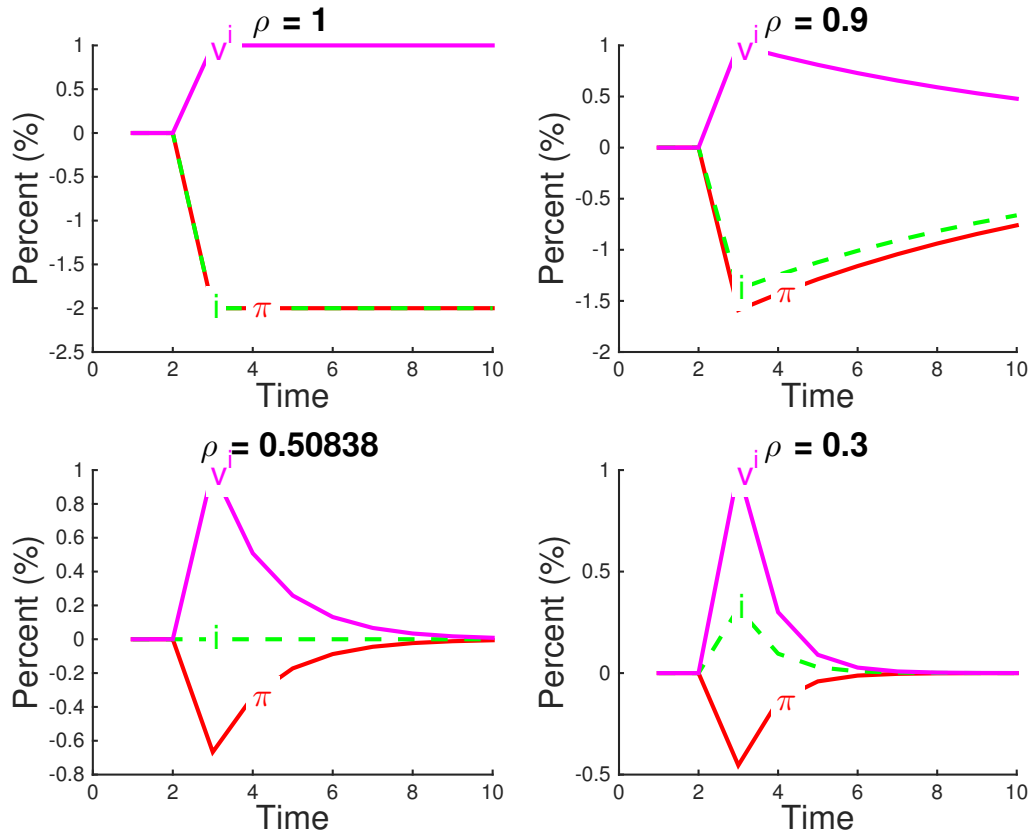 ρ = 1
1
0.5
0
-0.5
-1
-1.5
-2
-2.5
Percent (%)
v^i
i
π
0
2
4
6
8
10
Time
ρ = 0.9
1
0.5
0
-0.5
-1
-1.5
-2
Percent (%)
v^i
i
π
0
2
4
6
8
10
Time
ρ = 0.50838
1
0.8
0.6
0.4
0.2
0
-0.2
-0.4
-0.6
-0.8
Percent (%)
v^i
i
π
0
2
4
6
8
10
Time
ρ = 0.3
1
0.5
0
-0.5
Percent (%)
v^i
i
π
0
2
4
6
8
10
Time